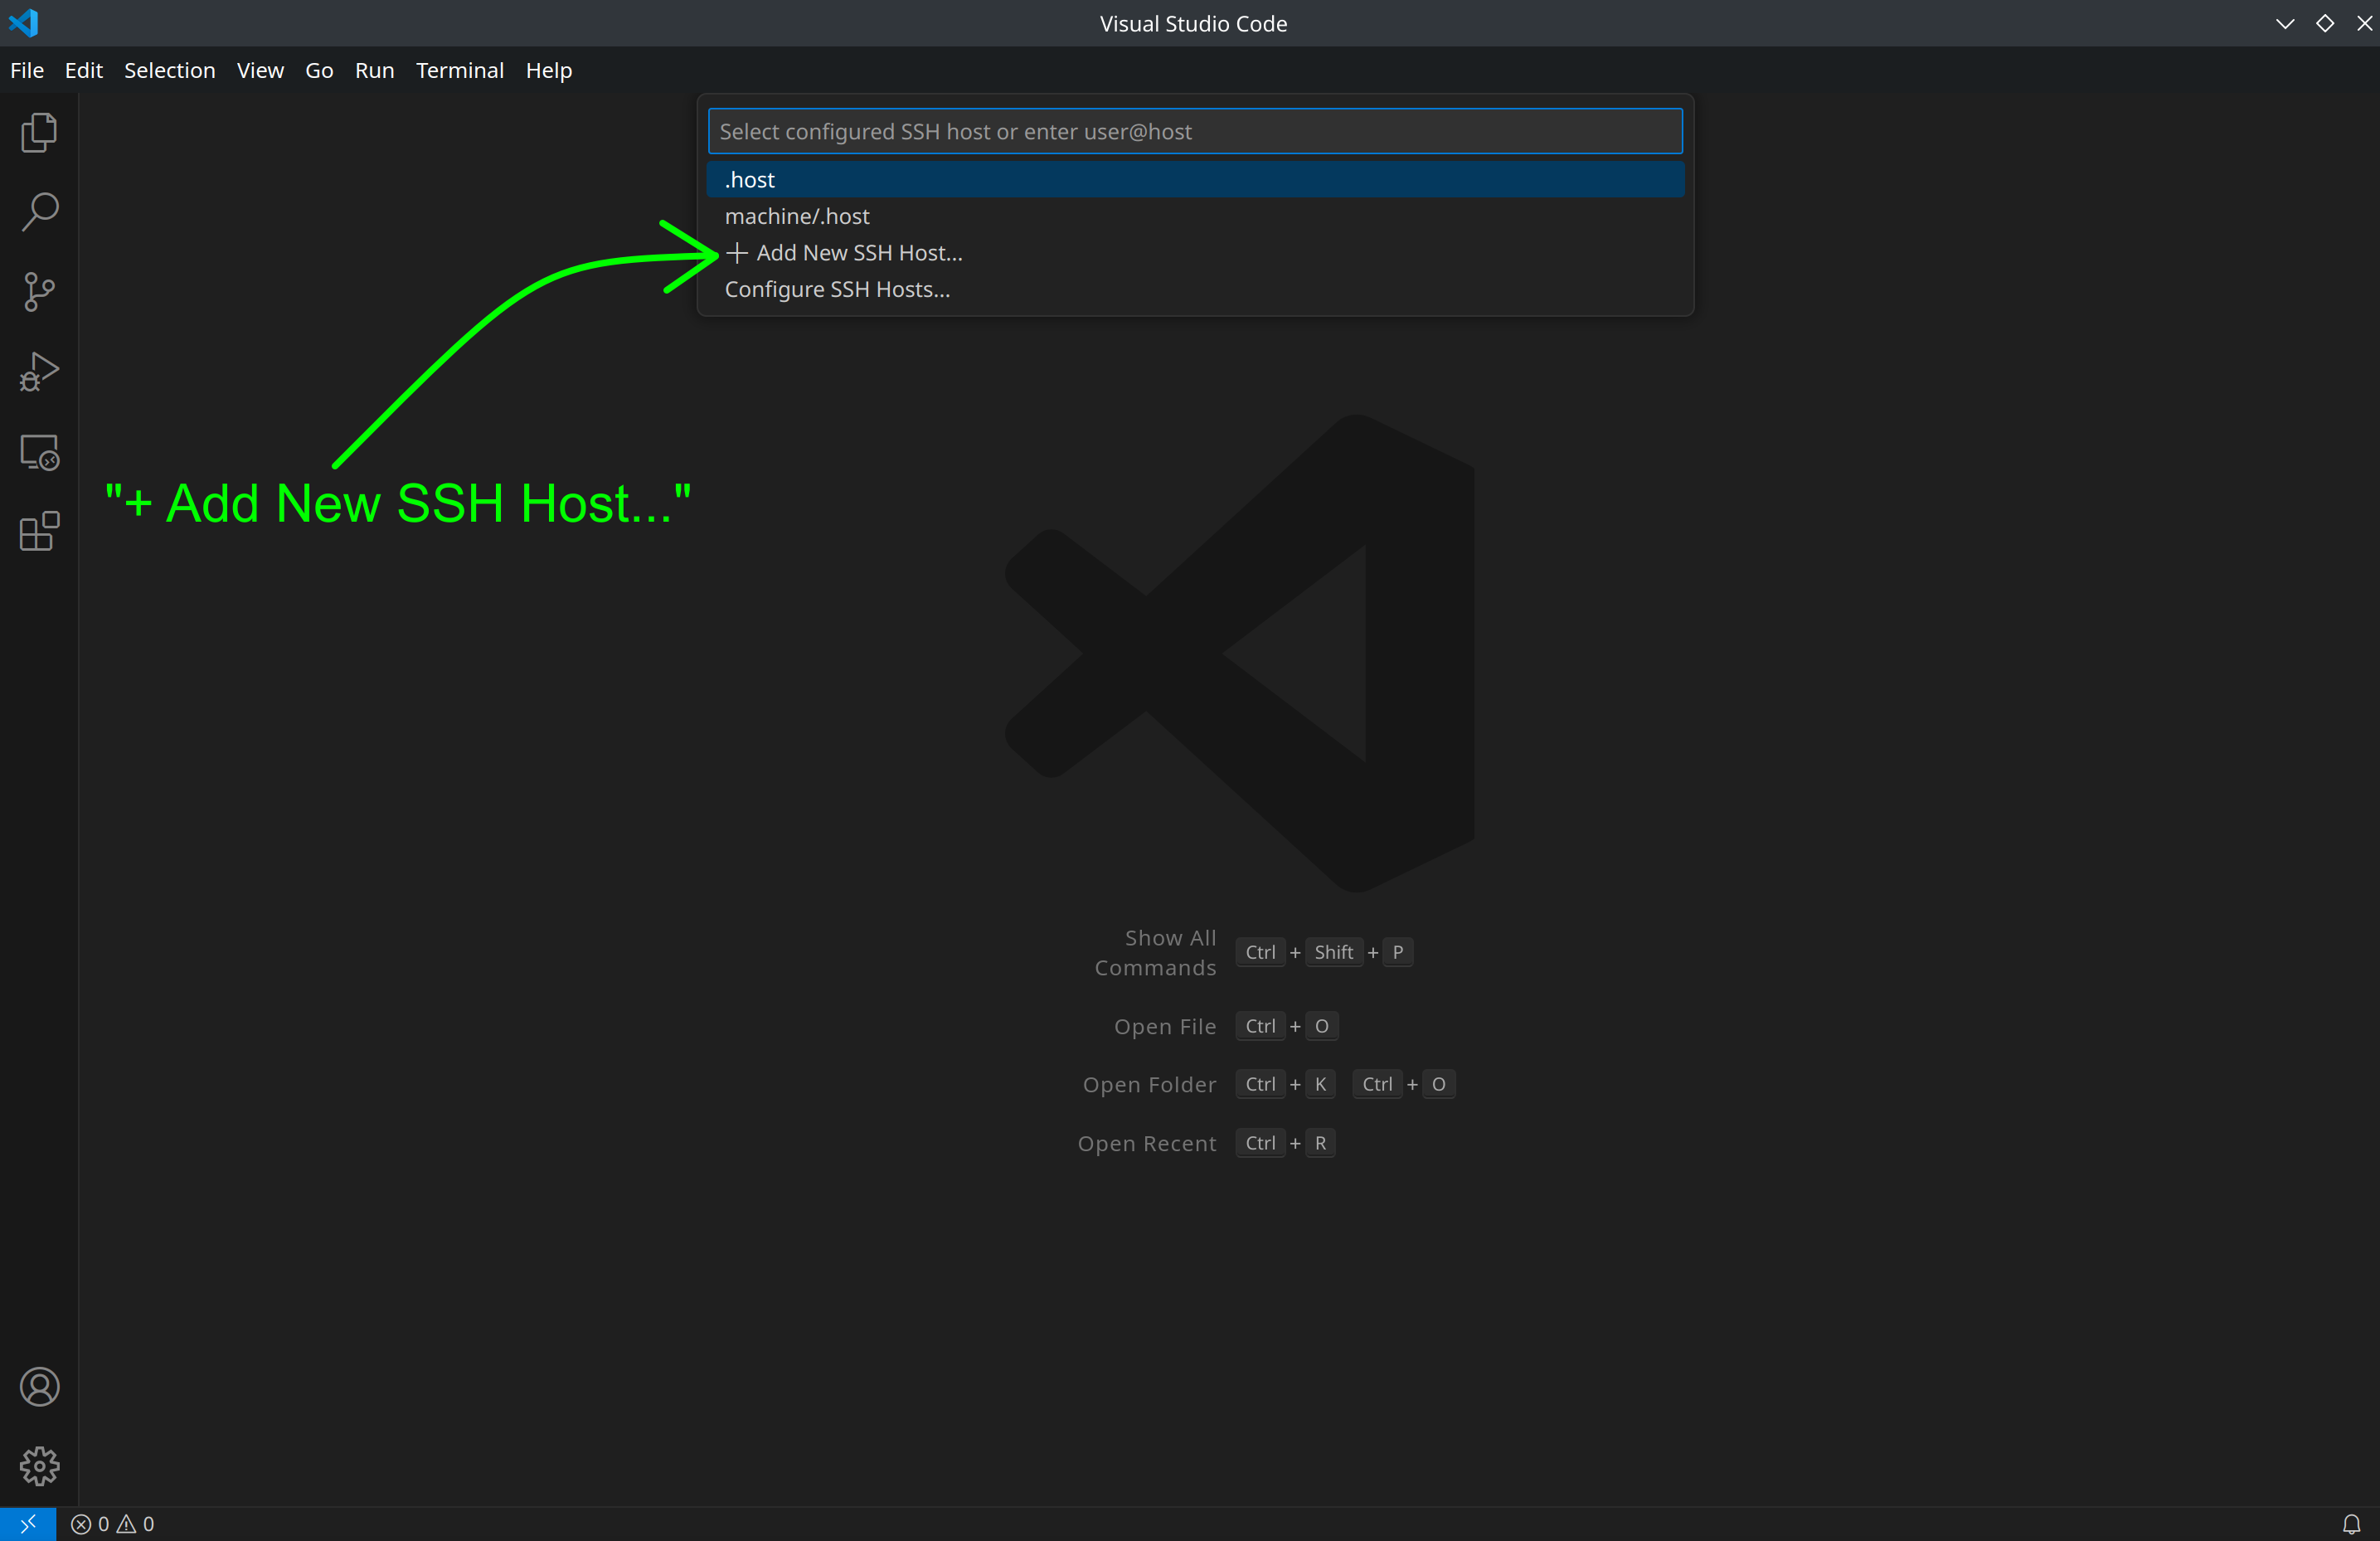 Visual Studio Code
File Edit Selection View Go Run Terminal Help
Select configured SSH host or enter user@host
.host
machine/.host
+ Add New SSH Host...
Configure SSH Hosts...
"+ Add New SSH Host..."
Show All
Commands
Ctrl + Shift + P
Open File Ctrl + O
Open Folder Ctrl + K Ctrl + O
Open Recent Ctrl + R
0 0